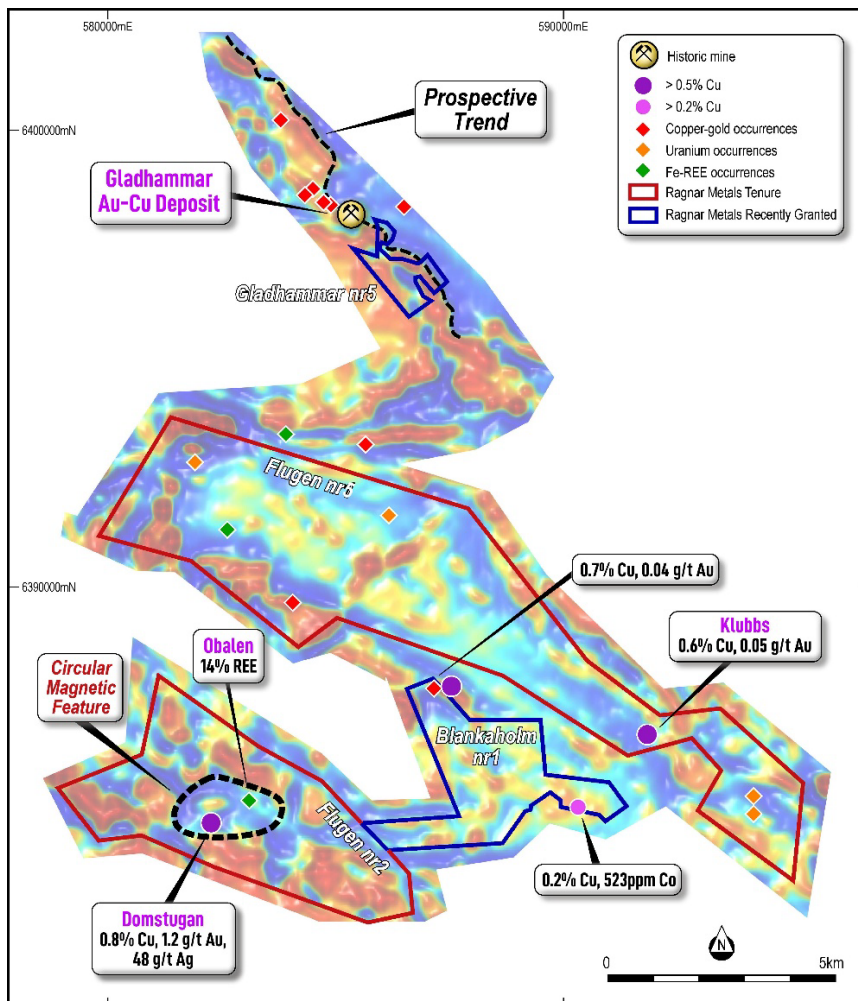 580000mE
590000mE
6400000mN
6390000mN
Historic mine
> 0.5% Cu
> 0.2% Cu
Copper-gold occurrences
Uranium occurrences
Fe-REE occurrences
Ragnar Metals Tenure
Ragnar Metals Recently Granted
Prospective
Trend
Gladhammar
Au-Cu Deposit
Gladhammar nr5
Flugen nr6
0.7% Cu, 0.04 g/t Au
Klubbs
0.6% Cu, 0.05 g/t Au
Obalen
14% REE
Circular
Magnetic
Feature
Blankaholm
nr1
Flugen nr2
0.2% Cu, 523ppm Co
Domstugan
0.8% Cu, 1.2 g/t Au,
48 g/t Ag
N
0
5km